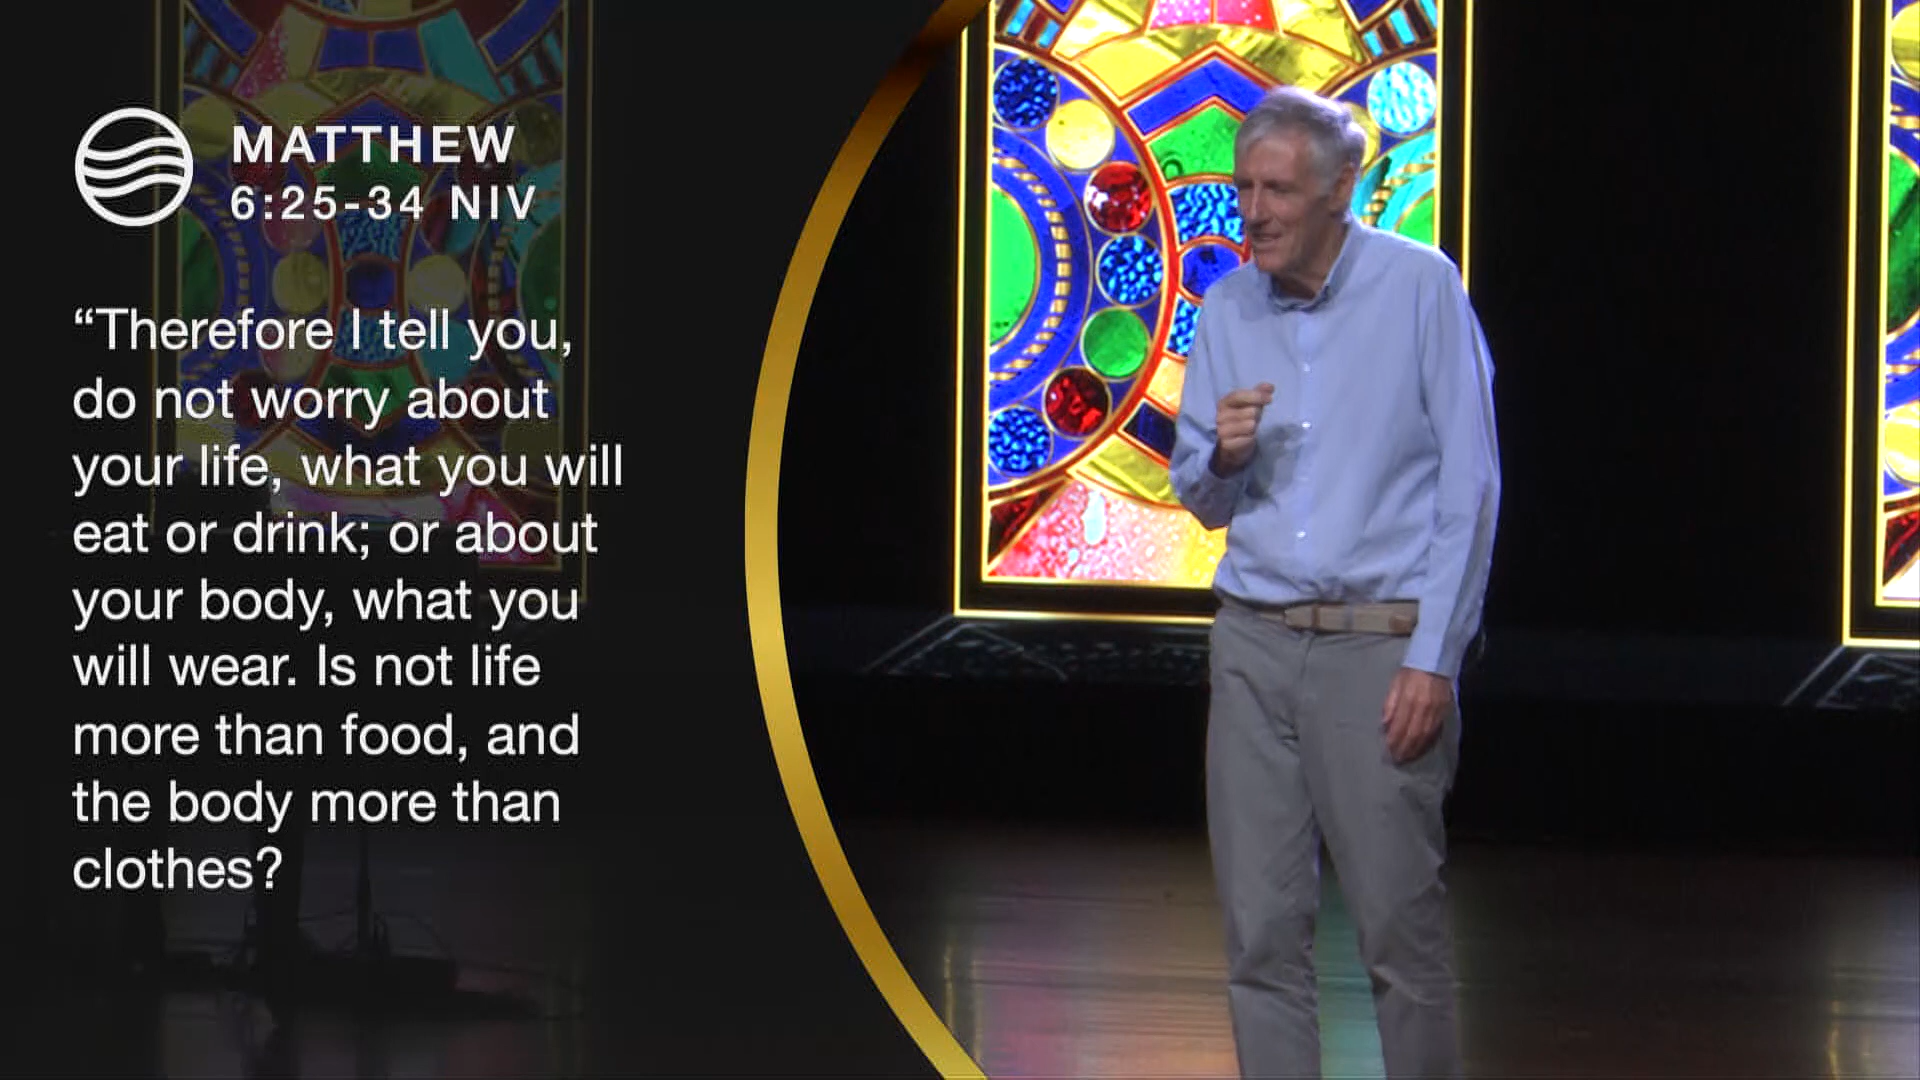 MATTHEW
6:25-34 NIV
“Therefore I tell you,
do not worry about
your life, what you will
eat or drink; or about
your body, what you
will wear. Is not life
more than food, and
the body more than
clothes?